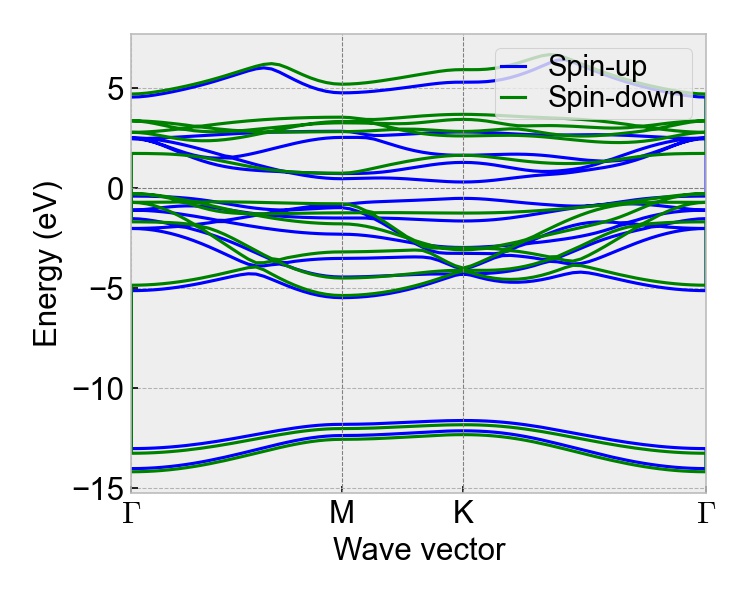 Spin-up
Spin-down
5
0
−5
−10
−15
Energy (eV)
Γ M K Γ
Wave vector